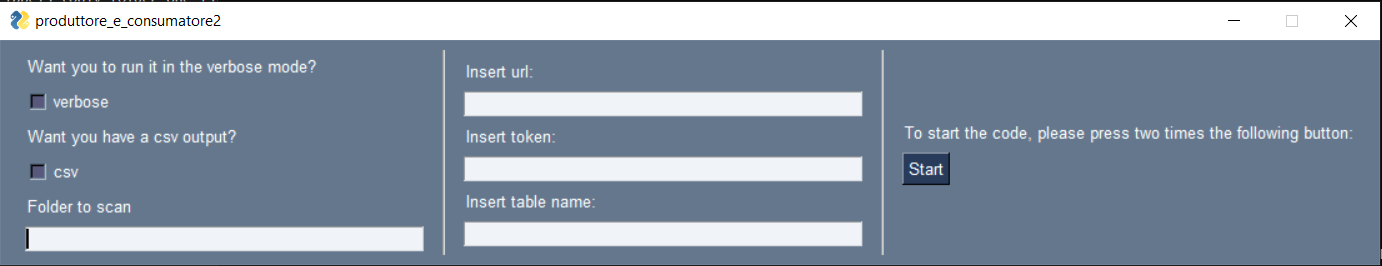 produttore_e_consumatore2
Want you to run it in the verbose mode?
verbose
Want you have a csv output?
csv
Folder to scan
Insert url:
Insert token:
Insert table name:
To start the code, please press two times the following button:
Start